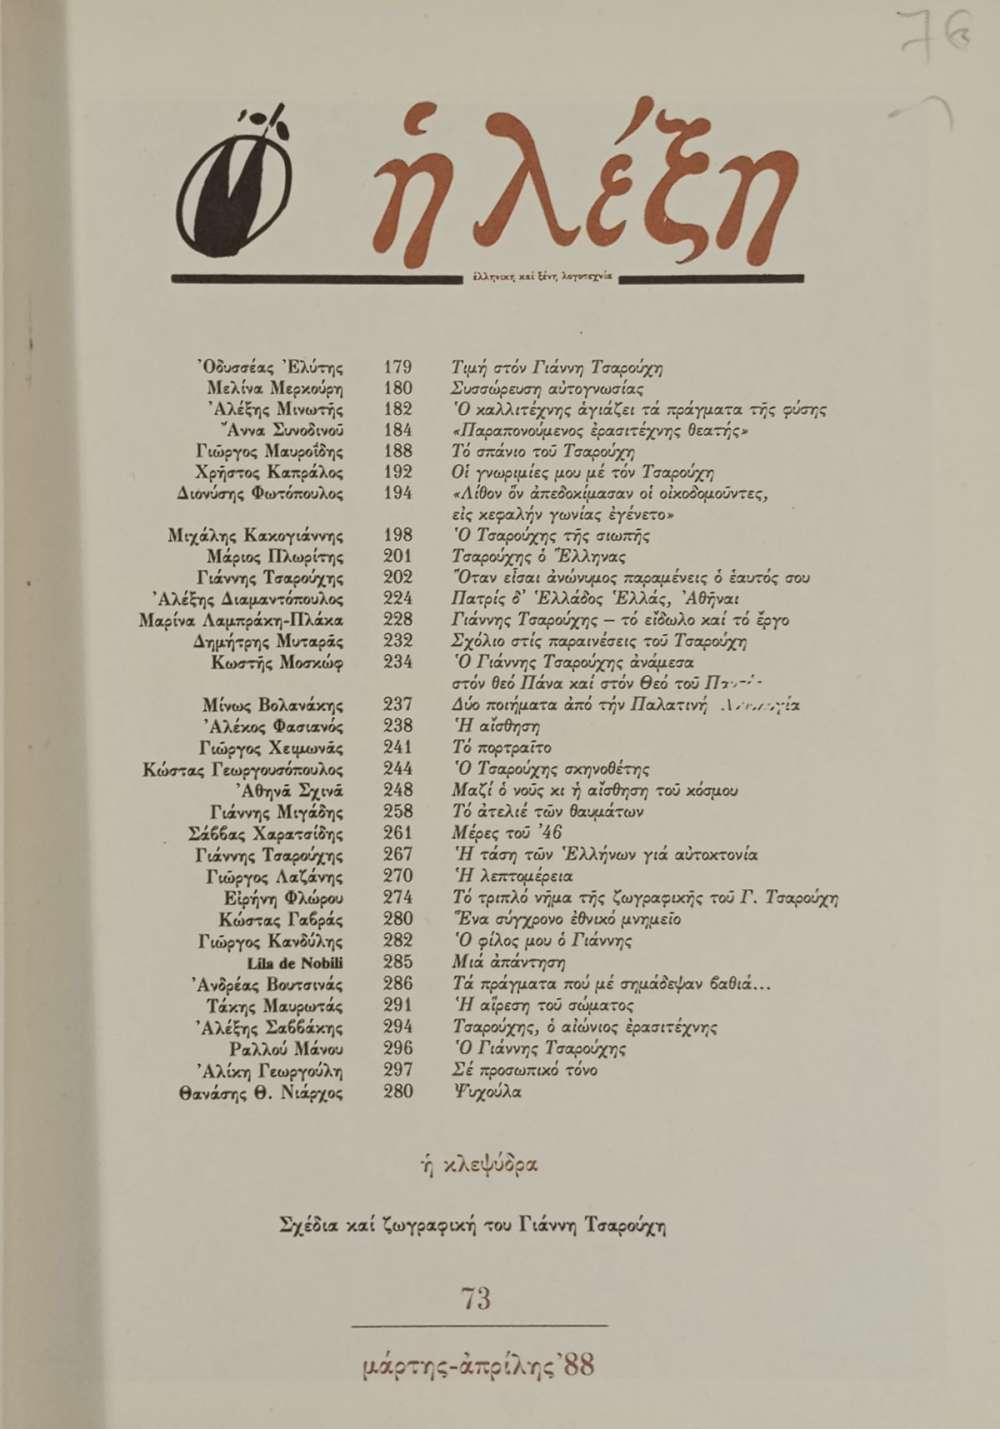 76
ἡ λέξη
ἑλληνική καί ξένη λογοτεχνία
Ὀδυσσέας Ἐλύτης 179 Τιμή στόν Γιάννη Τσαρούχη
Μελίνα Μερκούρη 180 Συσσώρευση αὐτογνωσίας
Ἀλέξης Μινωτῆς 182 Ὁ καλλιτέχνης ἁγιάζει τά πράγματα τῆς φύσης
Ἄννα Συνοδινοῦ 184 «Παραπονούμενος ἐρασιτέχνης θεατής»
Γιῶργος Μαυροΐδης 188 Τό σπάνιο τοῦ Τσαρούχη
Χρῆστος Καπράλος 192 Οἱ γνωριμίες μου μέ τόν Τσαρούχη
Διονύσης Φωτόπουλος 194 «Λίθον ὅν ἀπεδοκίμασαν οἱ οἰκοδομοῦντες,
εἰς κεφαλήν γωνίας ἐγένετο»
Μιχάλης Κακογιάννης 198 Ὁ Τσαρούχης τῆς σιωπῆς
Μάριος Πλωρίτης 201 Τσαρούχης ὁ Ἕλληνας
Γιάννης Τσαρούχης 202 Ὅταν εἶσαι ἀνώνυμος παραμένεις ὁ ἑαυτός σου
Ἀλέξης Διαμαντόπουλος 224 Πατρίς δ' Ἑλλάδος Ἑλλάς, Ἀθῆναι
Μαρίνα Λαμπράκη-Πλάκα 228 Γιάννης Τσαρούχης – τό εἴδωλο καί τό ἔργο
Δημήτρης Μυταρᾶς 232 Σχόλιο στίς παραινέσεις τοῦ Τσαρούχη
Κωστῆς Μοσκώφ 234 Ὁ Γιάννης Τσαρούχης ἀνάμεσα
στόν θεό Πάνα καί στόν Θεό τοῦ
Μίνως Βολανάκης 237 Δύο ποιήματα ἀπό τήν Παλατινή
Ἀλέκος Φασιανός 238 Ἡ αἴσθηση
Γιῶργος Χειμωνᾶς 241 Τό πορτραῖτο
Κώστας Γεωργουσόπουλος 244 Ὁ Τσαρούχης σκηνοθέτης
Ἀθηνᾶ Σχινᾶ 248 Μαζί ὁ νοῦς κι ἡ αἴσθηση τοῦ κόσμου
Γιάννης Μιγάδης 258 Τό ἀτελιέ τῶν θαυμάτων
Σάββας Χαρατσίδης 261 Μέρες τοῦ '46
Γιάννης Τσαρούχης 267 Ἡ τάση τῶν Ἑλλήνων γιά αὐτοκτονία
Γιῶργος Λαζάνης 270 Ἡ λεπτομέρεια
Εἰρήνη Φλώρου 274 Τό τριπλό νῆμα τῆς ζωγραφικῆς τοῦ Γ. Τσαρούχη
Κώστας Γαβράς 280 Ἕνα σύγχρονο ἐθνικό μνημεῖο
Γιῶργος Κανδύλης 282 Ὁ φίλος μου ὁ Γιάννης
Lila de Nobili 285 Μιά ἀπάντηση
Ἀνδρέας Βουτσινάς 286 Τά πράγματα πού μέ σημάδεψαν βαθιά...
Τάκης Μαυρωτάς 291 Ἡ αἵρεση τοῦ σώματος
Ἀλέξης Σαββάκης 294 Τσαρούχης, ὁ αἰώνιος ἐρασιτέχνης
Ραλλού Μάνου 296 Ὁ Γιάννης Τσαρούχης
Ἀλίκη Γεωργούλη 297 Σέ προσωπικό τόνο
Θανάσης Θ. Νιάρχος 280 Ψυχούλα
ἡ κλεψύδρα
Σχέδια καί ζωγραφική του Γιάννη Τσαρούχη
73
μάρτης-ἀπρίλης '88